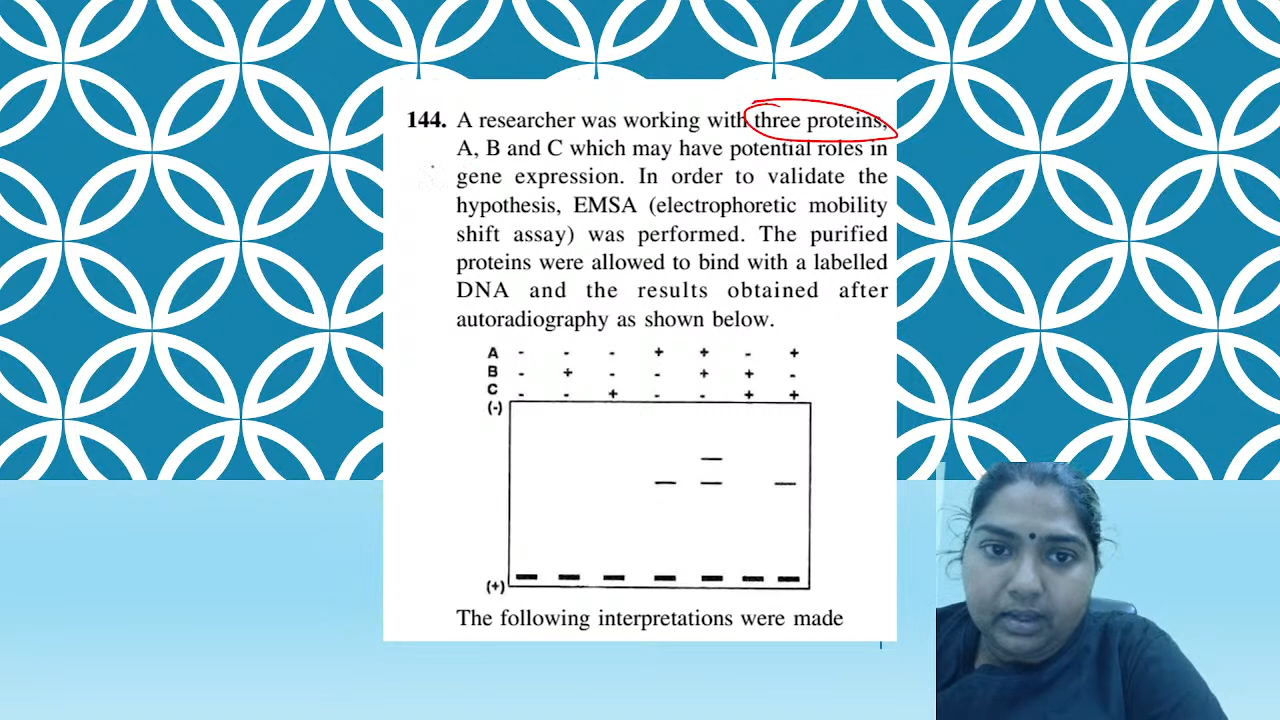 144. A researcher was working with three proteins,
A, B and C which may have potential roles in
gene expression. In order to validate the
hypothesis, EMSA (electrophoretic mobility
shift assay) was performed. The purified
proteins were allowed to bind with a labelled
DNA and the results obtained after
autoradiography as shown below.
A - - - + + - +
B - + - - + + -
C - - + - - + +
(-)
(+)
The following interpretations were made